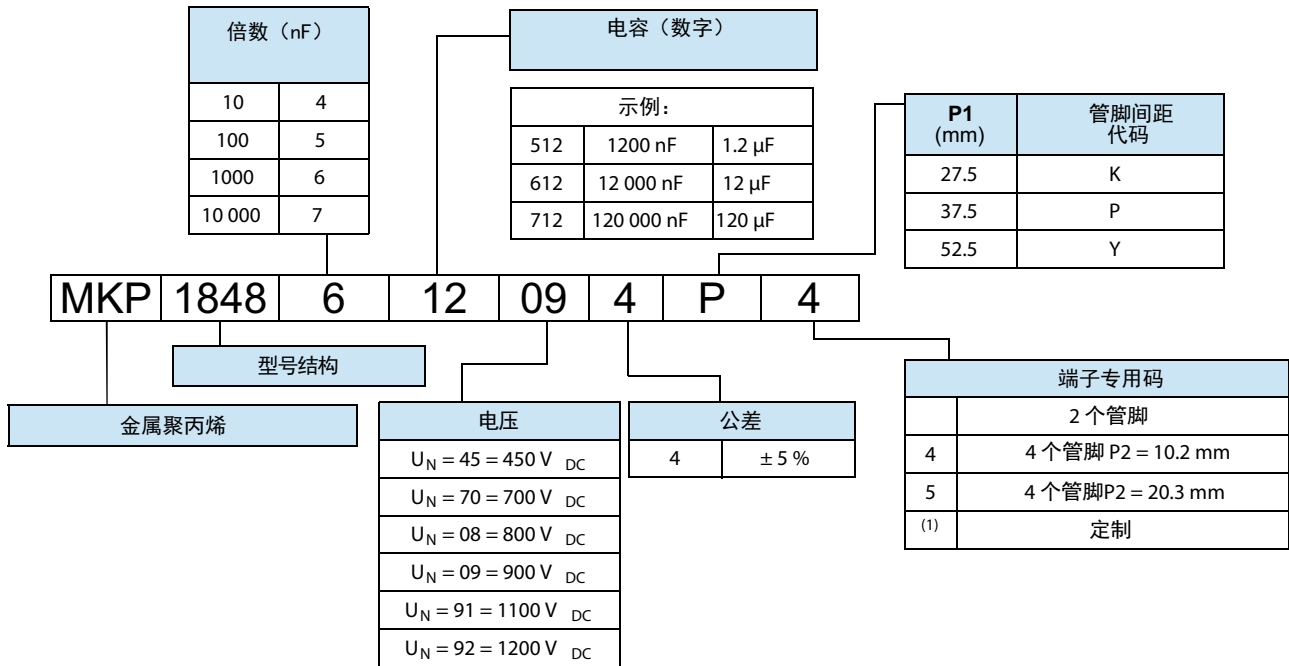 倍数（nF）
10 4
100 5
1000 6
10 000 7
电容（数字）
示例：
512 1200 nF 1.2 µF
612 12 000 nF 12 µF
712 120 000 nF 120 µF
P1 (mm) 管脚间距代码
27.5 K
37.5 P
52.5 Y
MKP 1848 6 12 09 4 P 4
型号结构
金属聚丙烯
电压
UN = 45 = 450 V DC
UN = 70 = 700 V DC
UN = 08 = 800 V DC
UN = 09 = 900 V DC
UN = 91 = 1100 V DC
UN = 92 = 1200 V DC
公差
4 ± 5 %
端子专用码
2 个管脚
4 4 个管脚 P2 = 10.2 mm
5 4 个管脚P2 = 20.3 mm
(1) 定制